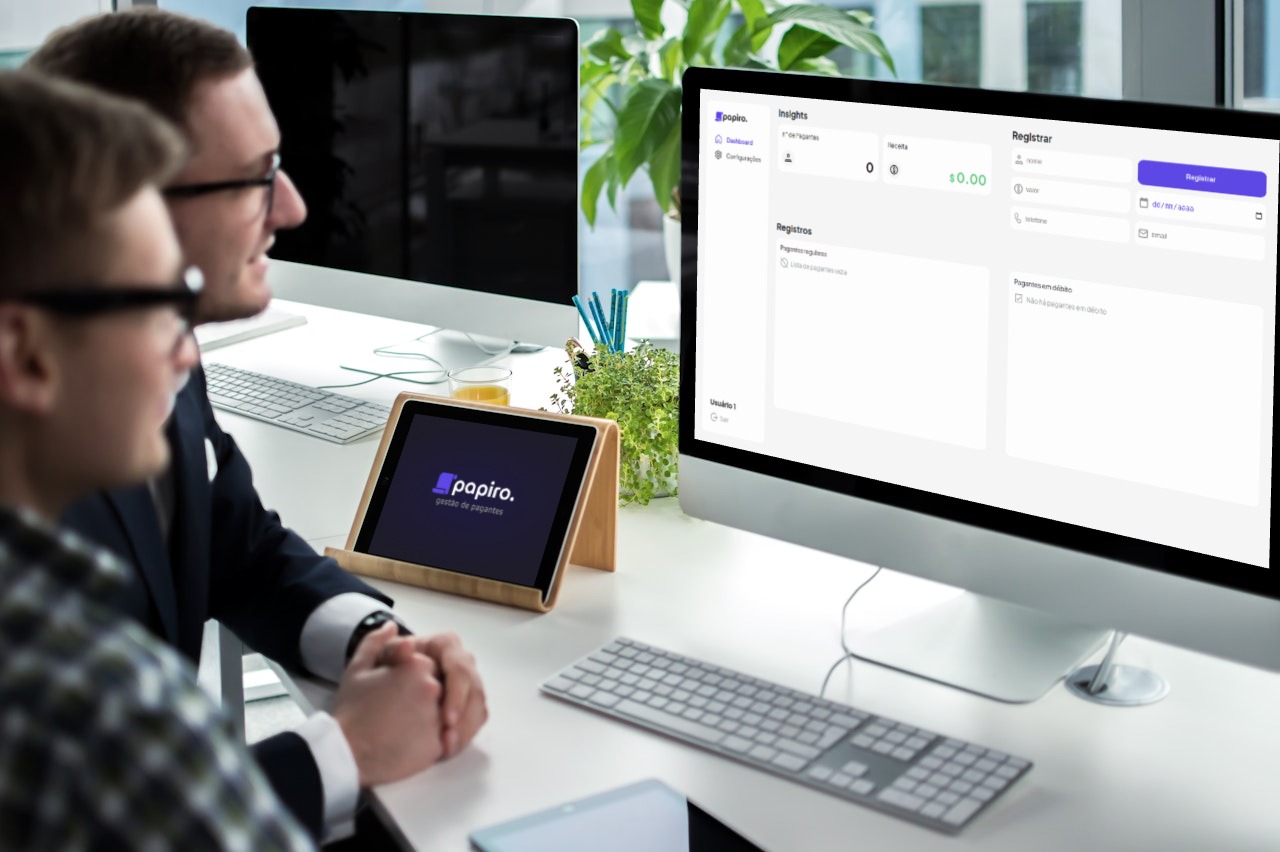 papiro.
gestão de pagantes
papiro.
Dashboard
Configurações
Usuário 1
Sair
Insights
n° de Pagantes
0
Receita
$0.00
Registrar
nome
Registrar
valor
dd/mm/aaaa
telefone
email
Registros
Pagantes regulares
Lista de pagantes vazia
Pagantes em débito
Não há pagantes em débito